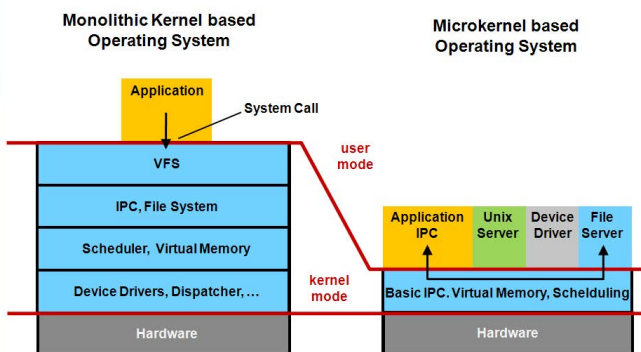 Monolithic Kernel based
Operating System
Microkernel based
Operating System
Application
System Call
user
mode
VFS
IPC, File System
Scheduler, Virtual Memory
Device Drivers, Dispatcher, ...
kernel
mode
Hardware
Application
IPC
Unix
Server
Device
Driver
File
Server
Basic IPC. Virtual Memory, Schelduling
Hardware